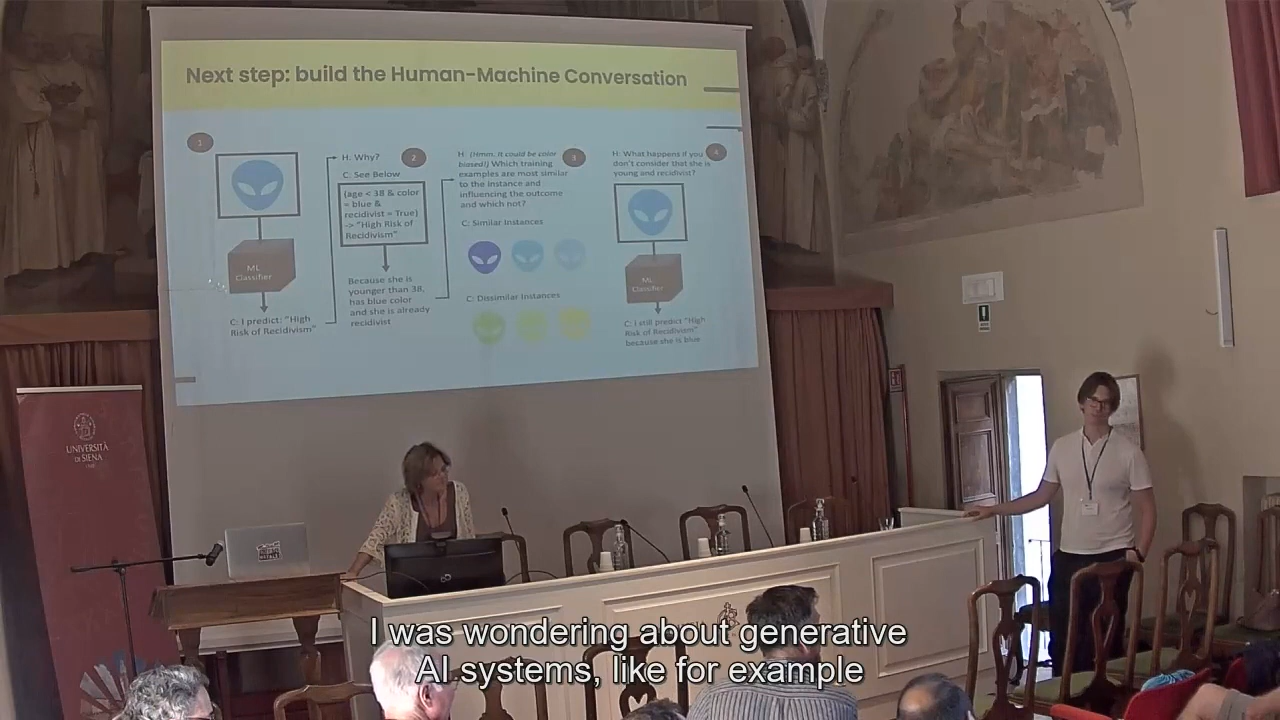 Next step: build the Human-Machine Conversation
1
ML
Classifier
C: I predict: "High
Risk of Recidivism"
H: Why?
2
C: See Below
(age < 38 & color
= blue &
recidivist = True)
-> "High Risk of
Recidivism"
Because she is
younger than 38,
has blue color
and she is already
recidivist
H: (Hmm. It could be color
biased!) Which training
3
examples are most similar
to the instance and
influencing the outcome
and which not?
C: Similar Instances
C: Dissimilar Instances
H: What happens if you
4
don't consider that she is
young and recidivist?
ML
Classifier
C: I still predict "High
Risk of Recidivism"
because she is blue
UNIVERSITÀ
DI SIENA
I was wondering about generative
AI systems, like for example